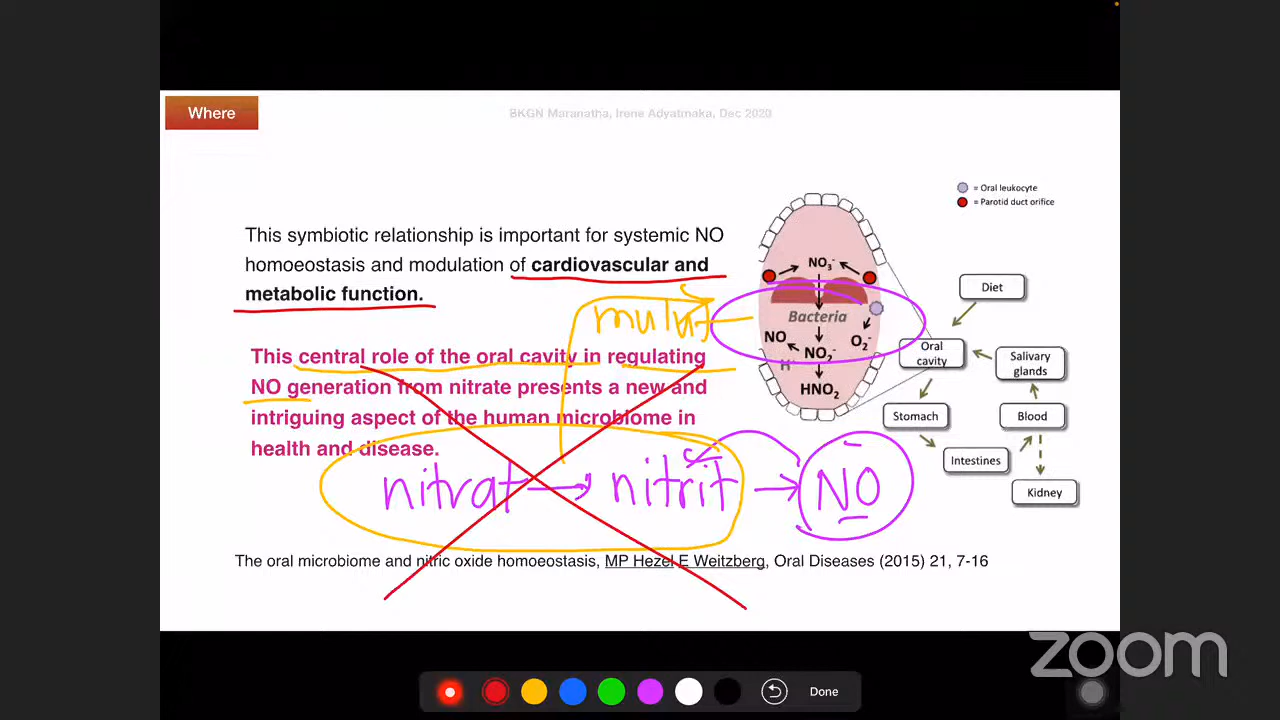 Where
BKGN Maranatha, Irene Adyatmaka, Dec 2020
This symbiotic relationship is important for systemic NO
homoeostasis and modulation of cardiovascular and
metabolic function.
This central role of the oral cavity in regulating
NO generation from nitrate presents a new and
intriguing aspect of the human microbiome in
health and disease.
mulut
nitrat → nitrit → NO
The oral microbiome and nitric oxide homoeostasis, MP Hezel E Weitzberg, Oral Diseases (2015) 21, 7-16
= Oral leukocyte
= Parotid duct orifice
NO3-
Bacteria
NO
NO2-
O2-
H
HNO2
Diet
Oral
cavity
Salivary
glands
Stomach
Blood
Intestines
Kidney
zoom
Done